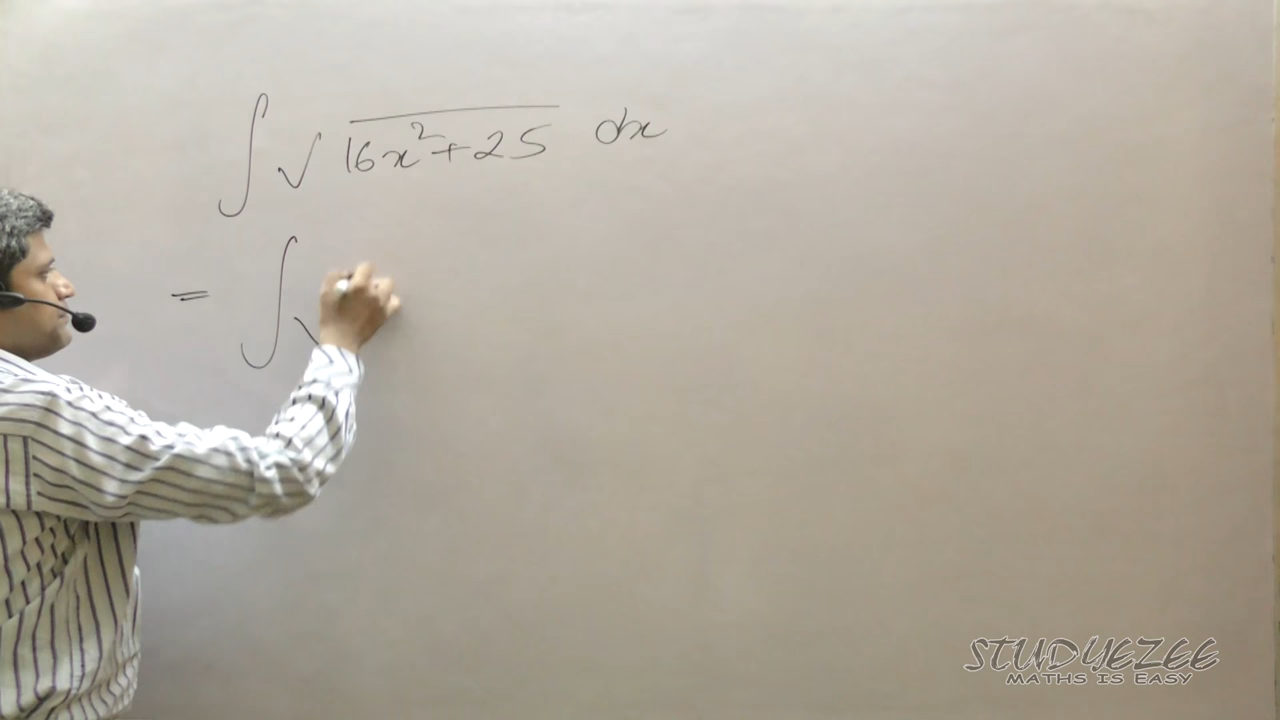 ∫ √16x²+25 dx
= ∫ √
STUDYEZEE
MATHS IS EASY